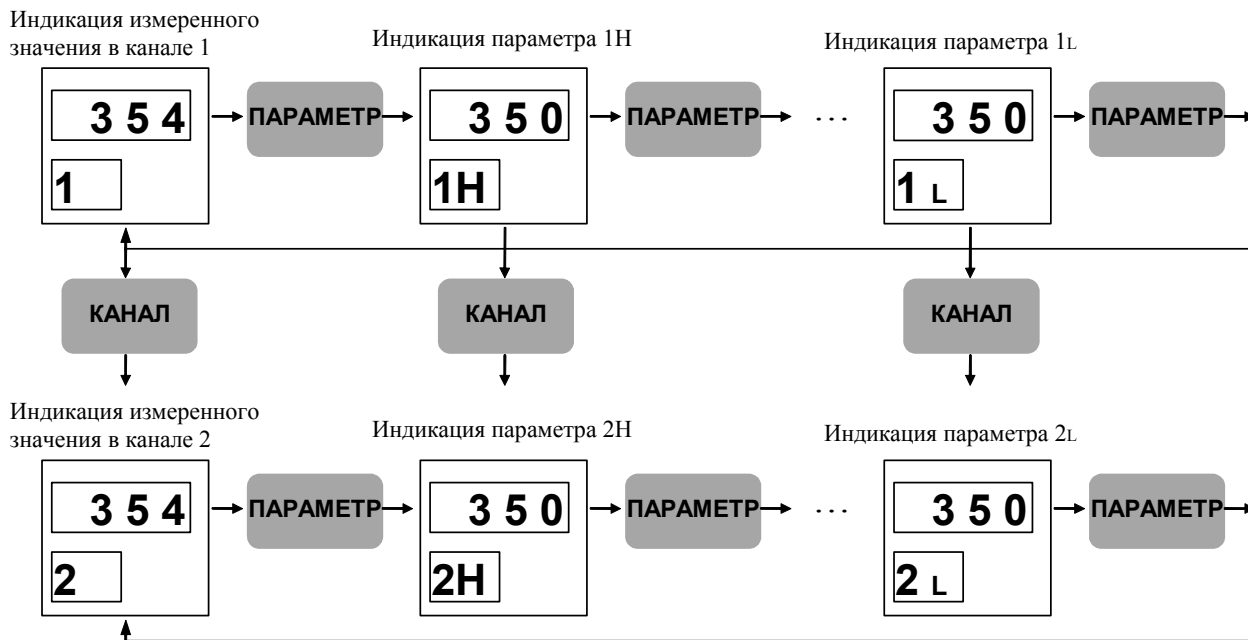 Индикация измеренного
значения в канале 1
Индикация параметра 1H
Индикация параметра 1L
3 5 4
ПАРАМЕТР
3 5 0
ПАРАМЕТР
...
3 5 0
ПАРАМЕТР
1
1H
1 L
КАНАЛ
КАНАЛ
КАНАЛ
Индикация измеренного
значения в канале 2
Индикация параметра 2H
Индикация параметра 2L
3 5 4
ПАРАМЕТР
3 5 0
ПАРАМЕТР
...
3 5 0
ПАРАМЕТР
2
2H
2 L